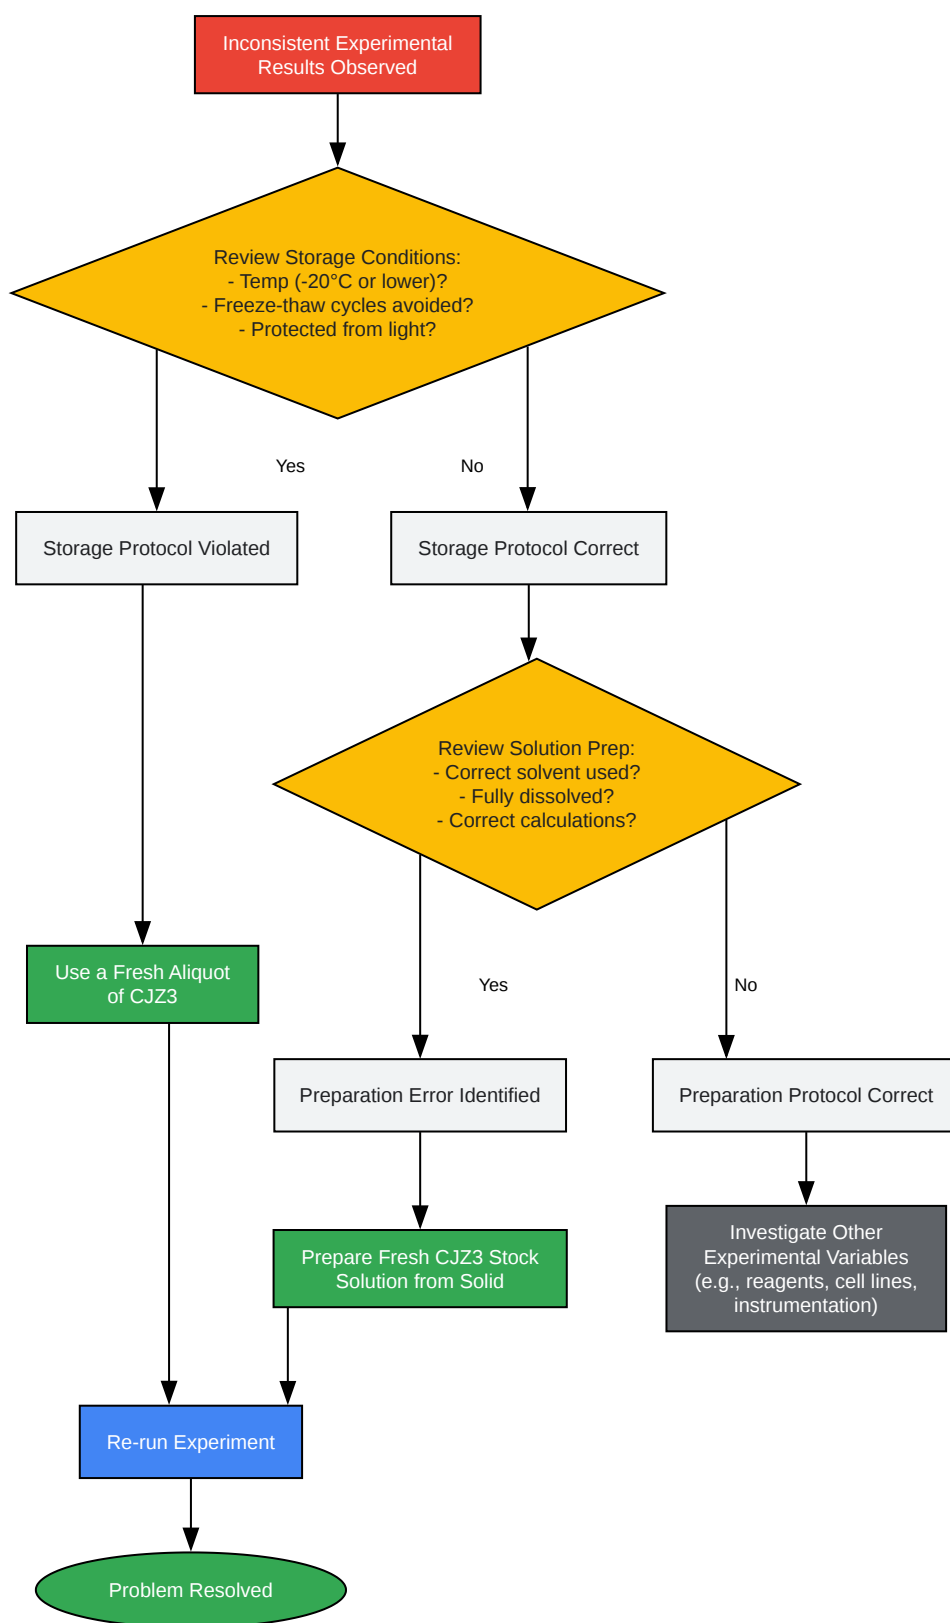 Inconsistent Experimental
Results Observed
Review Storage Conditions:
- Temp (-20°C or lower)?
- Freeze-thaw cycles avoided?
- Protected from light?
Yes
No
Storage Protocol Violated
Storage Protocol Correct
Review Solution Prep:
- Correct solvent used?
- Fully dissolved?
- Correct calculations?
Use a Fresh Aliquot
of CJZ3
Yes
No
Preparation Error Identified
Preparation Protocol Correct
Prepare Fresh CJZ3 Stock
Solution from Solid
Investigate Other
Experimental Variables
(e.g., reagents, cell lines,
instrumentation)
Re-run Experiment
Problem Resolved